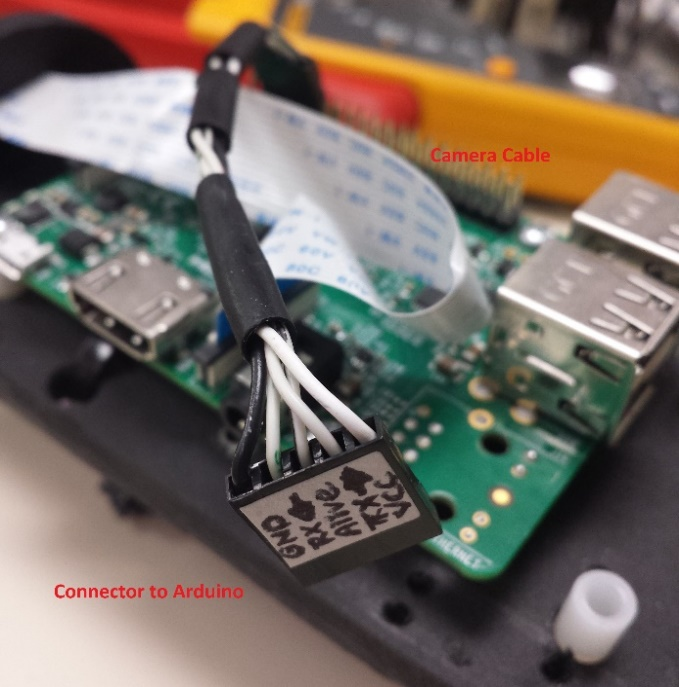 Camera Cable
GND
RX
Alive
TX
VCC
Connector to Arduino